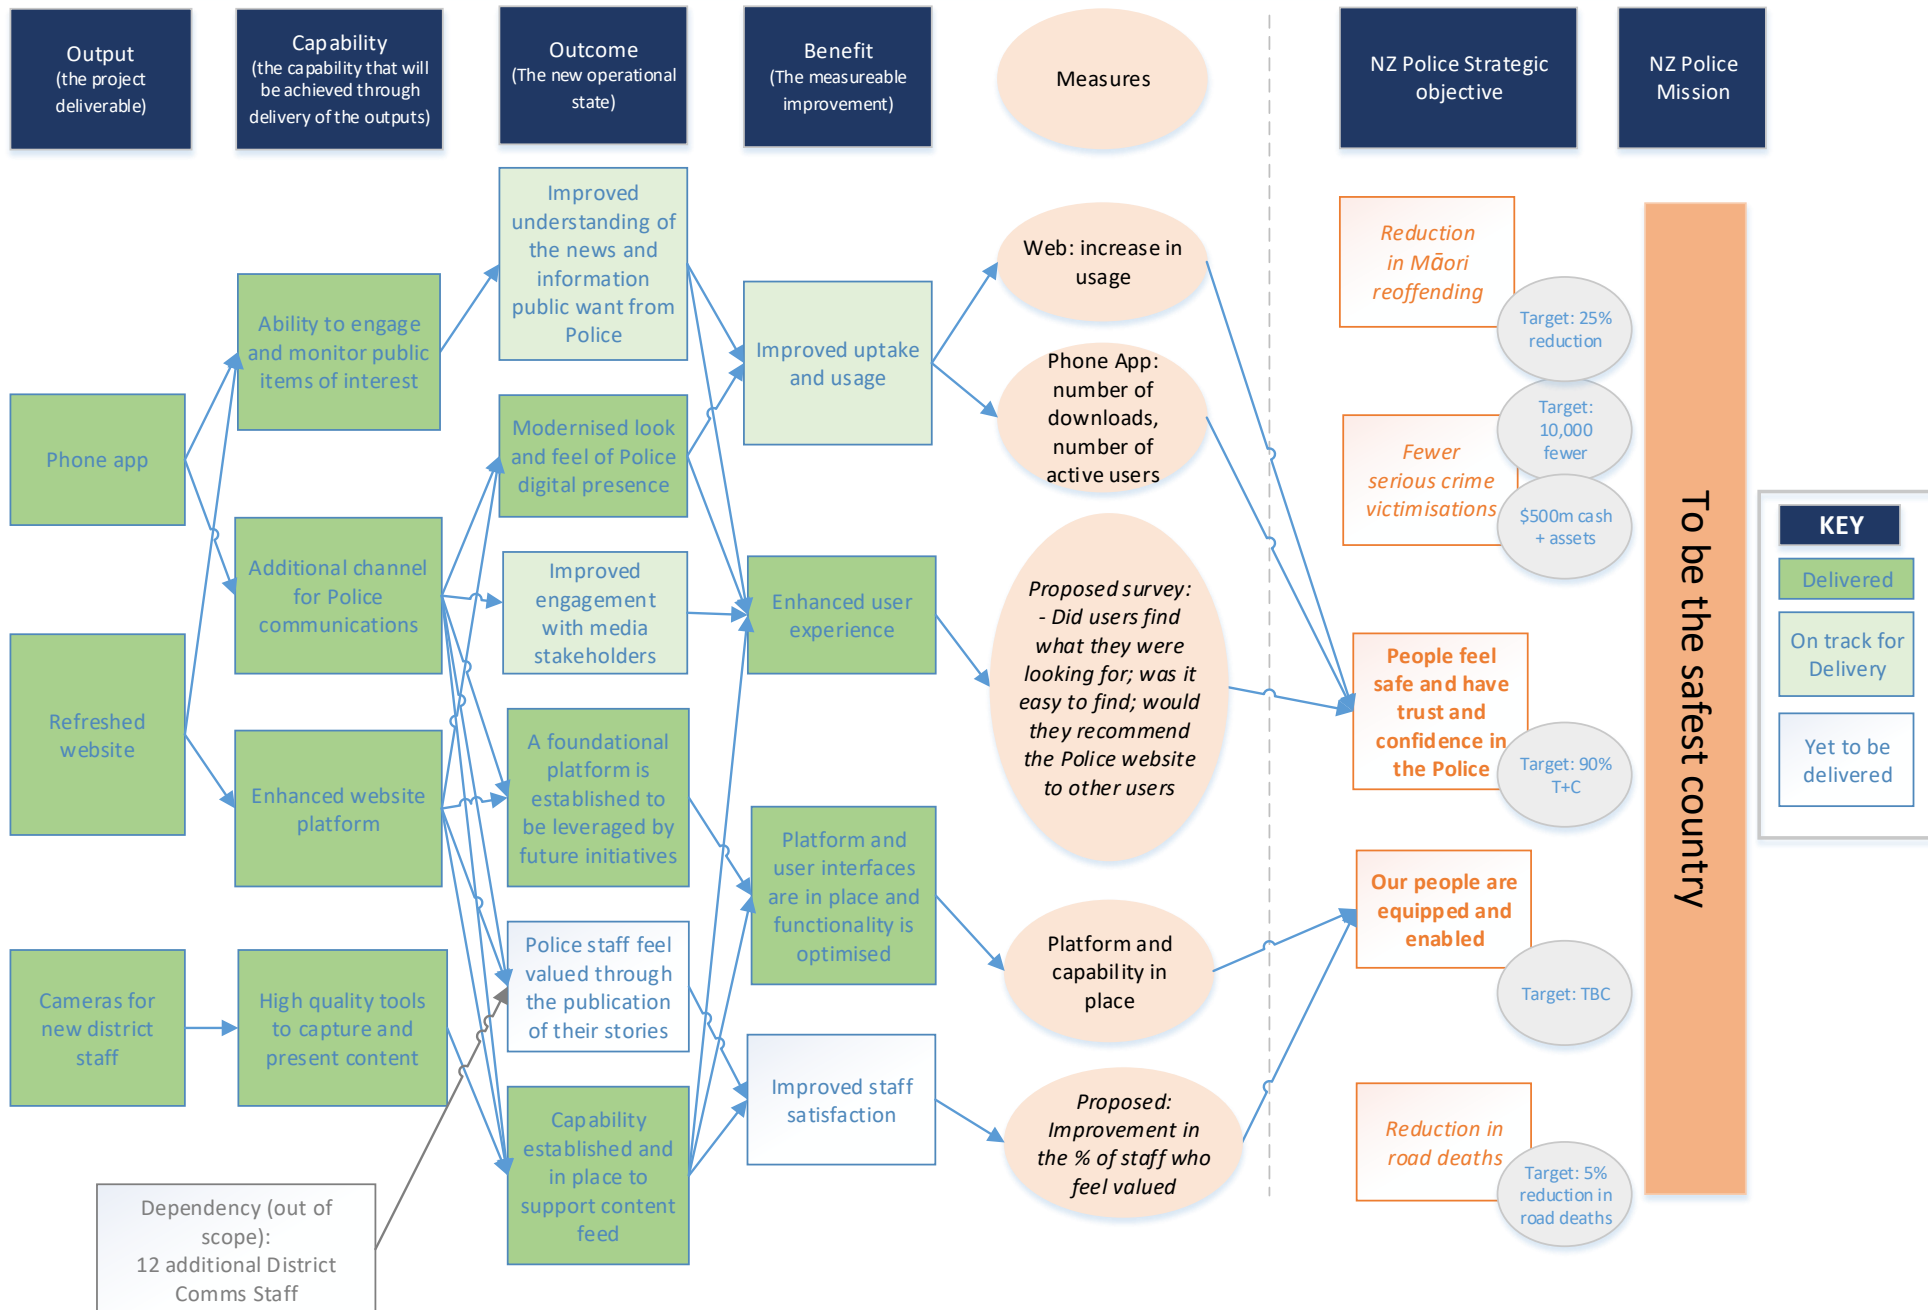 Output
(the project
deliverable)
Capability
(the capability that will
be achieved through
delivery of the outputs)
Outcome
(The new operational
state)
Benefit
(The measureable
improvement)
Measures
NZ Police Strategic
objective
NZ Police
Mission
Phone app
Refreshed
website
Cameras for
new district
staff
Dependency (out of
scope):
12 additional District
Comms Staff
Ability to engage
and monitor public
items of interest
Additional channel
for Police
communications
Enhanced website
platform
High quality tools
to capture and
present content
Improved
understanding of
the news and
information
public want from
Police
Modernised look
and feel of Police
digital presence
Improved
engagement
with media
stakeholders
A foundational
platform is
established to
be leveraged by
future initiatives
Police staff feel
valued through
the publication
of their stories
Capability
established and
in place to
support content
feed
Improved uptake
and usage
Enhanced user
experience
Platform and
user interfaces
are in place and
functionality is
optimised
Improved staff
satisfaction
Web: increase in
usage
Phone App:
number of
downloads,
number of
active users
Proposed survey:
- Did users find
what they were
looking for; was it
easy to find; would
they recommend
the Police website
to other users
Platform and
capability in
place
Proposed:
Improvement in
the % of staff who
feel valued
Reduction
in Māori
reoffending
Target: 25%
reduction
Fewer
serious crime
victimisations
Target:
10,000
fewer
$500m cash
+ assets
People feel
safe and have
trust and
confidence in
the Police
Target: 90%
T+C
Our people are
equipped and
enabled
Target: TBC
Reduction in
road deaths
Target: 5%
reduction in
road deaths
To be the safest country
KEY
Delivered
On track for
Delivery
Yet to be
delivered